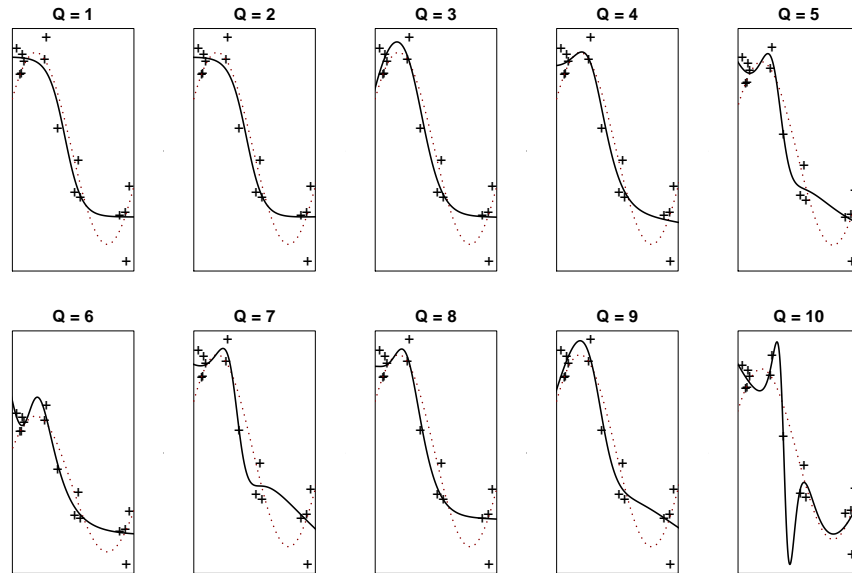 Q = 1
Q = 2
Q = 3
Q = 4
Q = 5
Q = 6
Q = 7
Q = 8
Q = 9
Q = 10